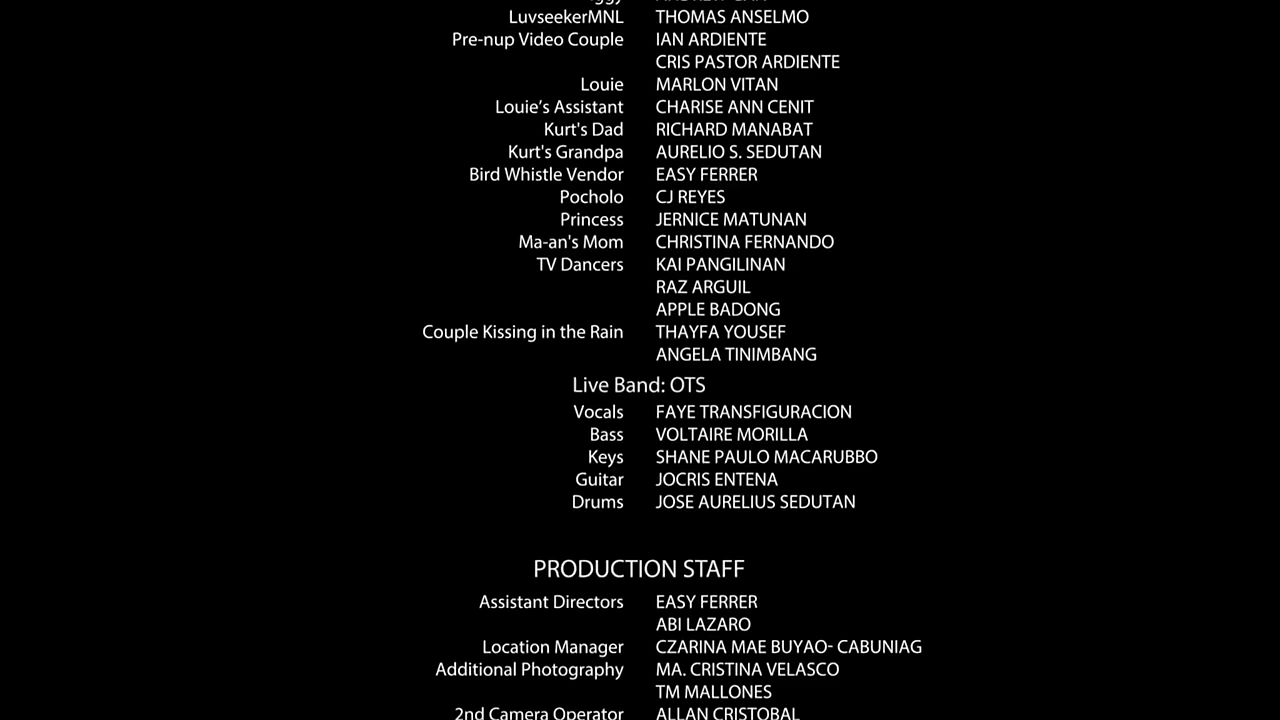 LuvseekerMNL THOMAS ANSELMO
Pre-nup Video Couple IAN ARDIENTE
CRIS PASTOR ARDIENTE
Louie MARLON VITAN
Louie’s Assistant CHARISE ANN CENIT
Kurt's Dad RICHARD MANABAT
Kurt's Grandpa AURELIO S. SEDUTAN
Bird Whistle Vendor EASY FERRER
Pocholo CJ REYES
Princess JERNICE MATUNAN
Ma-an's Mom CHRISTINA FERNANDO
TV Dancers KAI PANGILINAN
RAZ ARGUIL
APPLE BADONG
Couple Kissing in the Rain THAYFA YOUSEF
ANGELA TINIMBANG
Live Band: OTS
Vocals FAYE TRANSFIGURACION
Bass VOLTAIRE MORILLA
Keys SHANE PAULO MACARUBBO
Guitar JOCRIS ENTENA
Drums JOSE AURELIUS SEDUTAN
PRODUCTION STAFF
Assistant Directors EASY FERRER
ABI LAZARO
Location Manager CZARINA MAE BUYAO- CABUNIAG
Additional Photography MA. CRISTINA VELASCO
TM MALLONES
2nd Camera Operator ALLAN CRISTOBAL